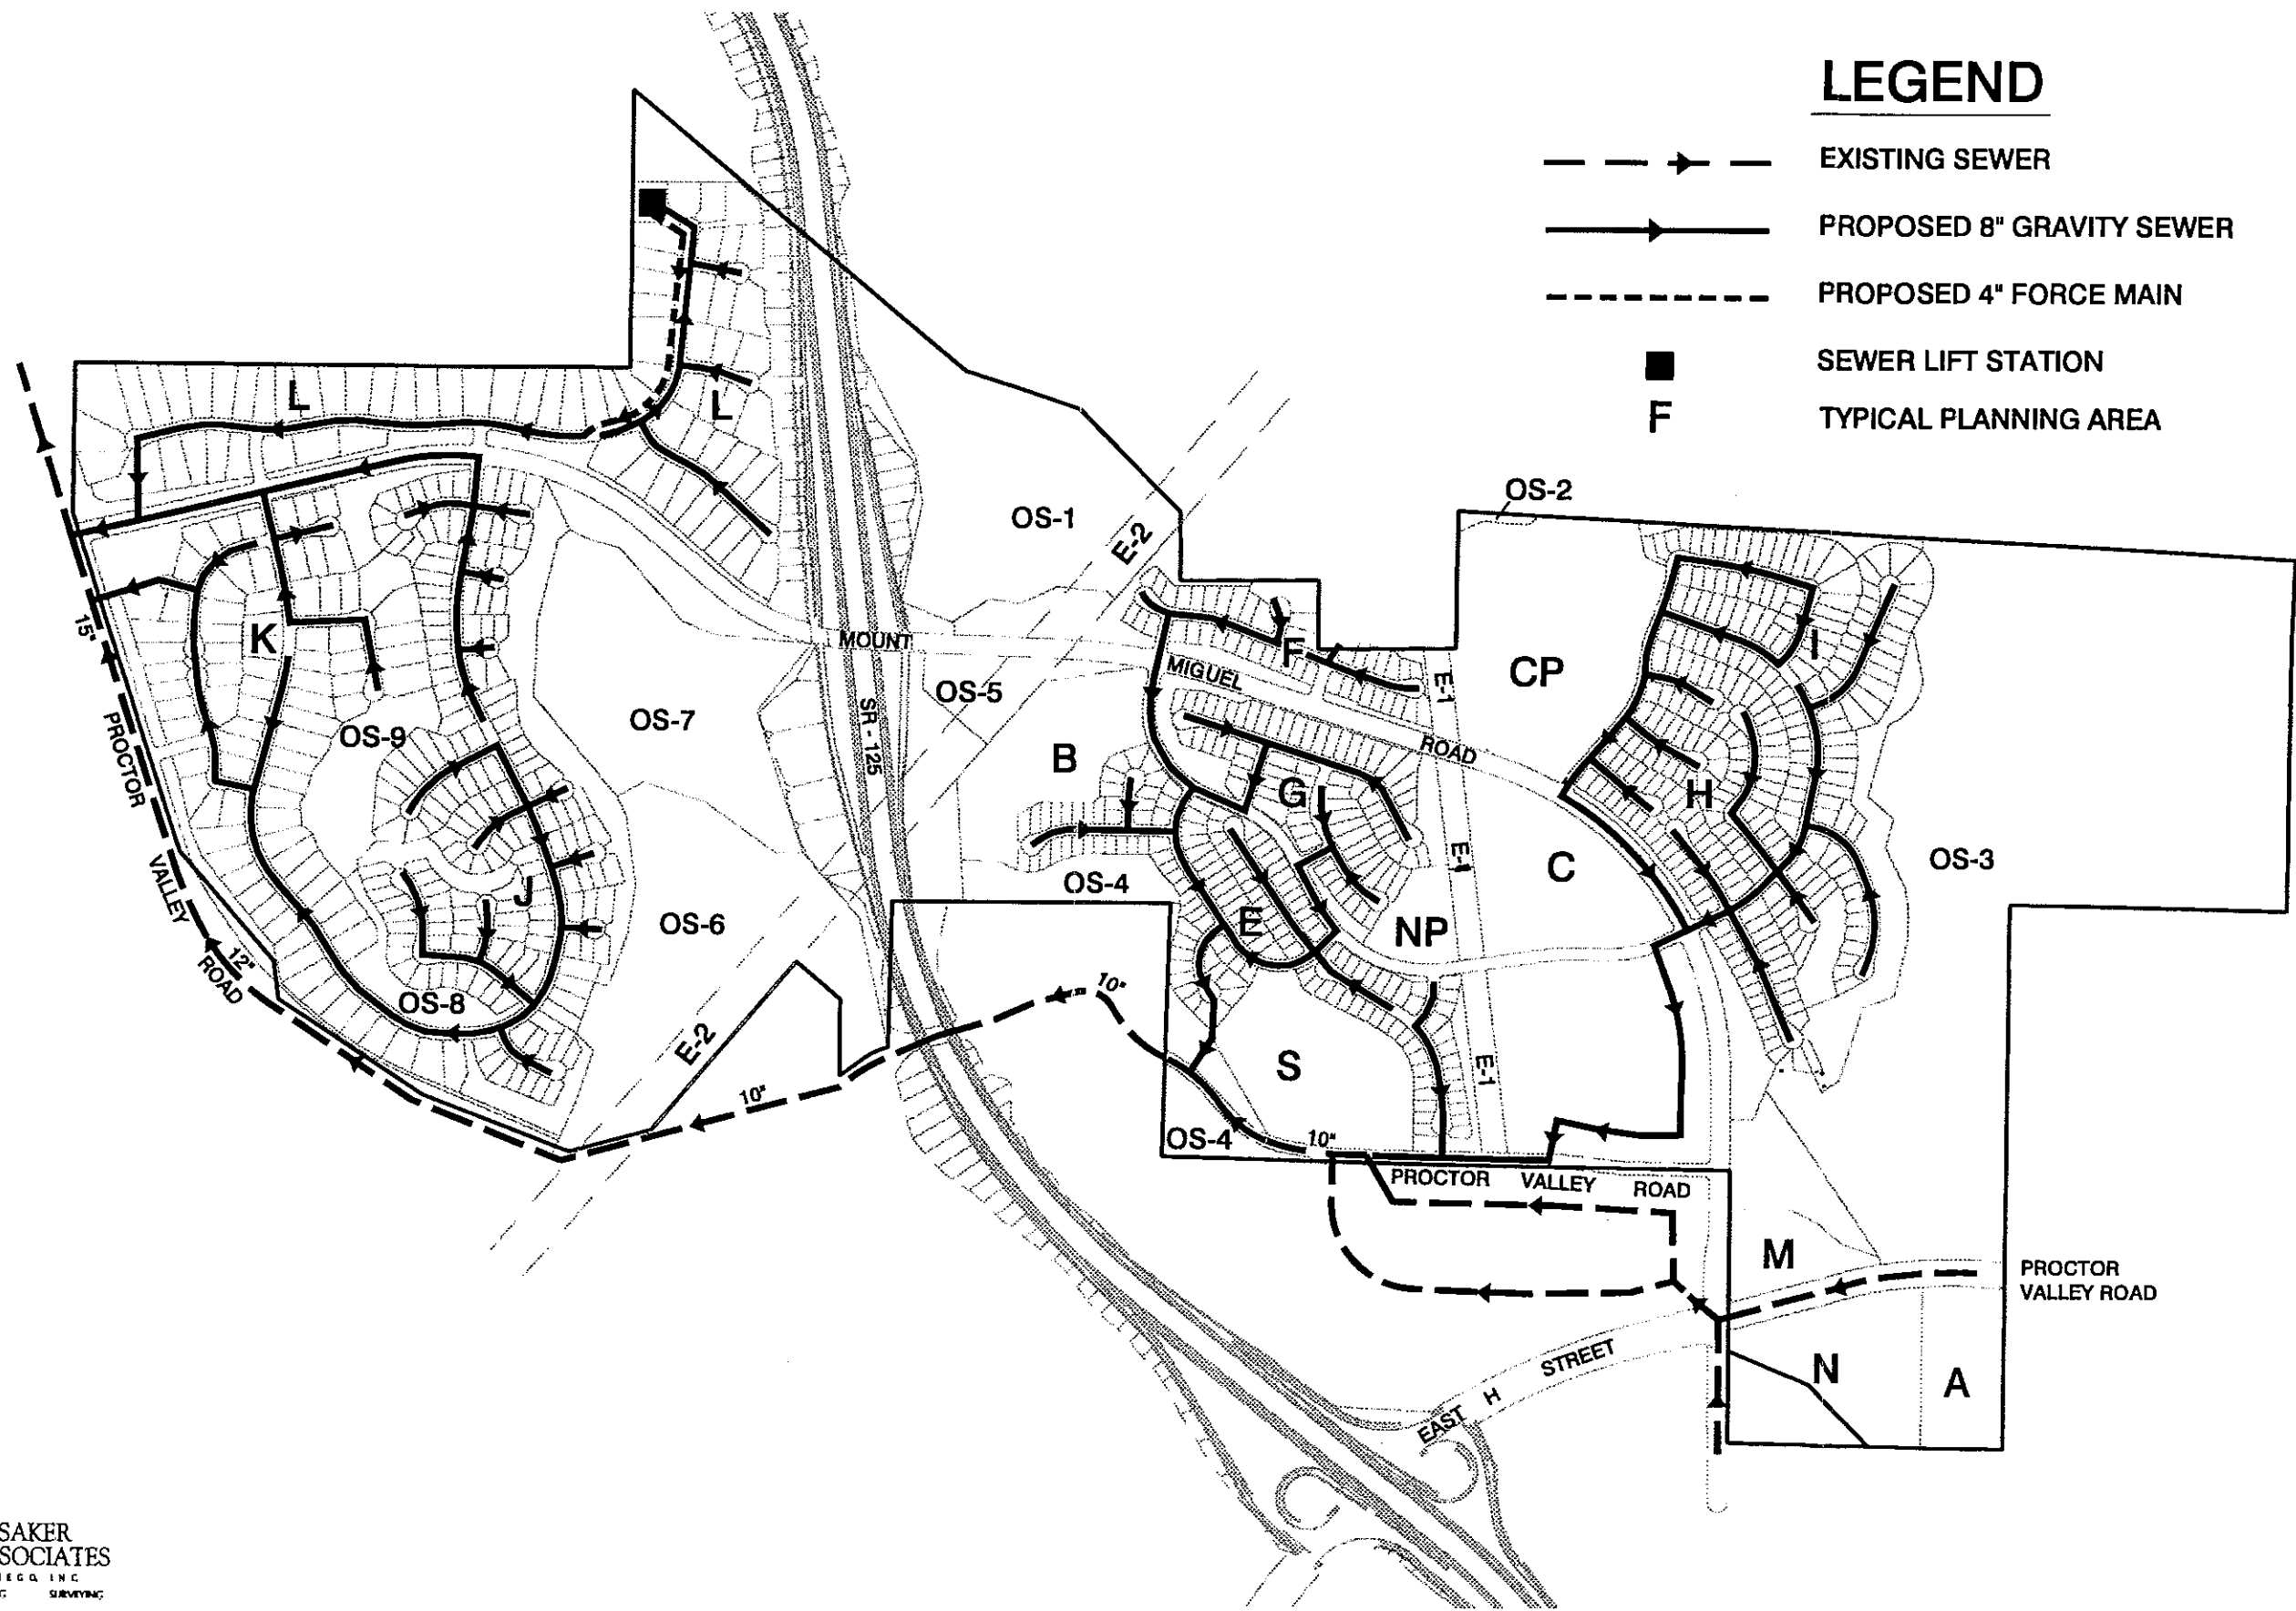 LEGEND
EXISTING SEWER
PROPOSED 8" GRAVITY SEWER
PROPOSED 4" FORCE MAIN
SEWER LIFT STATION
F
TYPICAL PLANNING AREA
L
L
OS-1
E-2
OS-2
K
15"
PROCTOR
VALLEY
ROAD
12"
OS-9
OS-7
MOUNT
MIGUEL
ROAD
SR - 125
OS-5
F
E-1
CP
I
B
G
H
E-1
C
OS-3
OS-4
J
OS-6
E
NP
OS-8
E-2
10"
10"
S
E-1
OS-4
10"
PROCTOR VALLEY ROAD
M
PROCTOR
VALLEY ROAD
EAST H STREET
N
A
SAKER
SOCIATES
SURVEYING